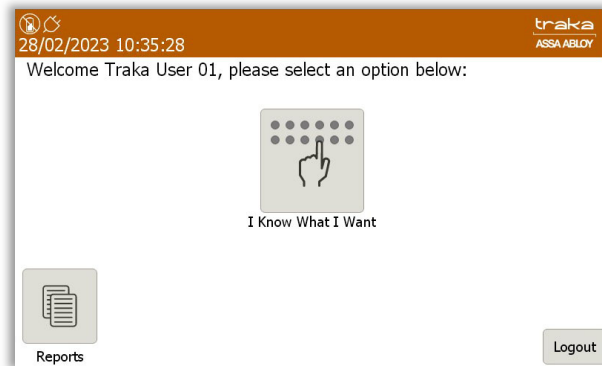 traka
28/02/2023 10:35:28
ASSA ABLOY
Welcome Traka User 01, please select an option below:
I Know What I Want
Reports
Logout